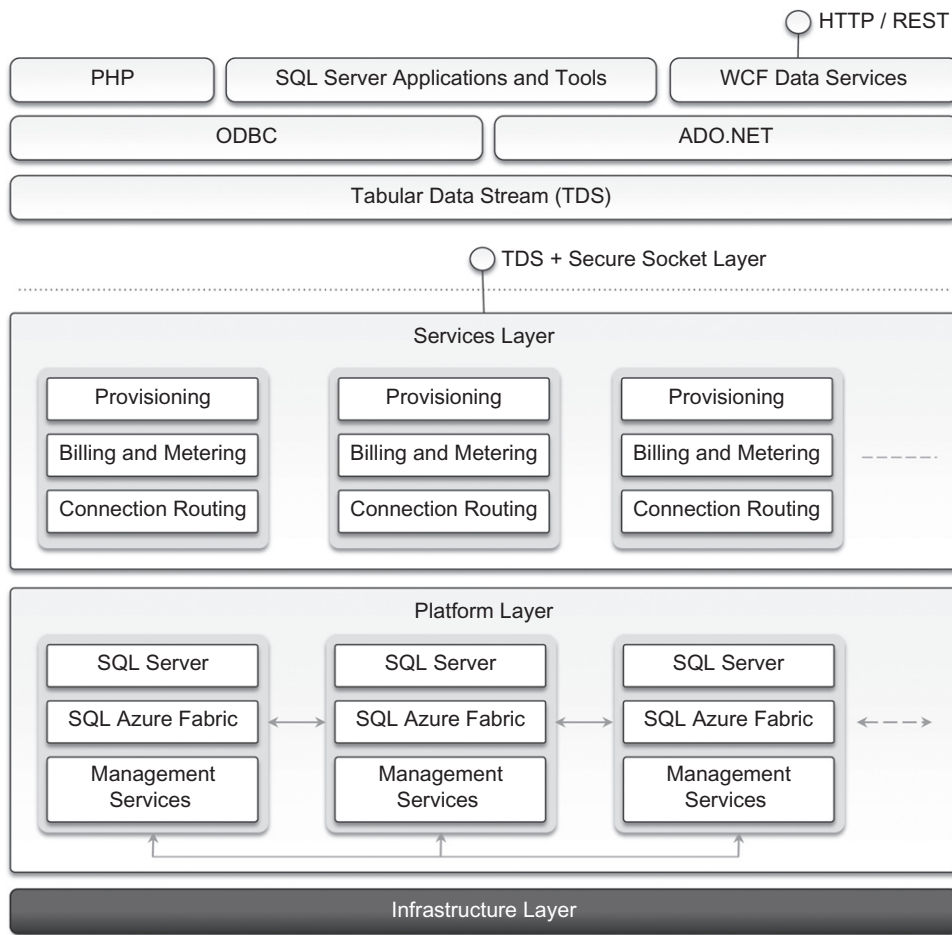 HTTP / REST
PHP
SQL Server Applications and Tools
WCF Data Services
ODBC
ADO.NET
Tabular Data Stream (TDS)
TDS + Secure Socket Layer
Services Layer
Provisioning
Provisioning
Provisioning
Billing and Metering
Billing and Metering
Billing and Metering
Connection Routing
Connection Routing
Connection Routing
Platform Layer
SQL Server
SQL Server
SQL Server
SQL Azure Fabric
SQL Azure Fabric
SQL Azure Fabric
Management
Services
Management
Services
Management
Services
Infrastructure Layer